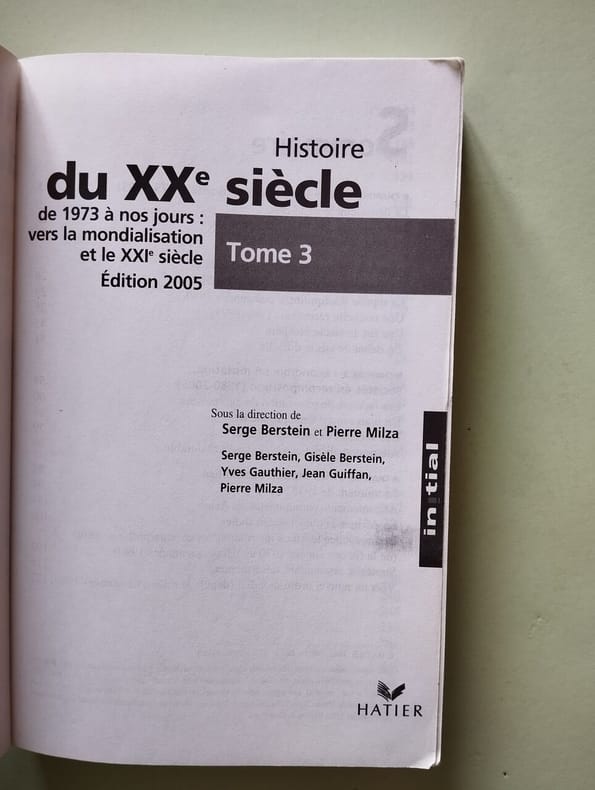 Histoire
du XXe siècle
de 1973 à nos jours :
vers la mondialisation
et le XXIe siècle
Édition 2005
Tome 3
Sous la direction de
Serge Berstein et Pierre Milza
Serge Berstein, Gisèle Berstein,
Yves Gauthier, Jean Guiffan,
Pierre Milza
initial
HATIER